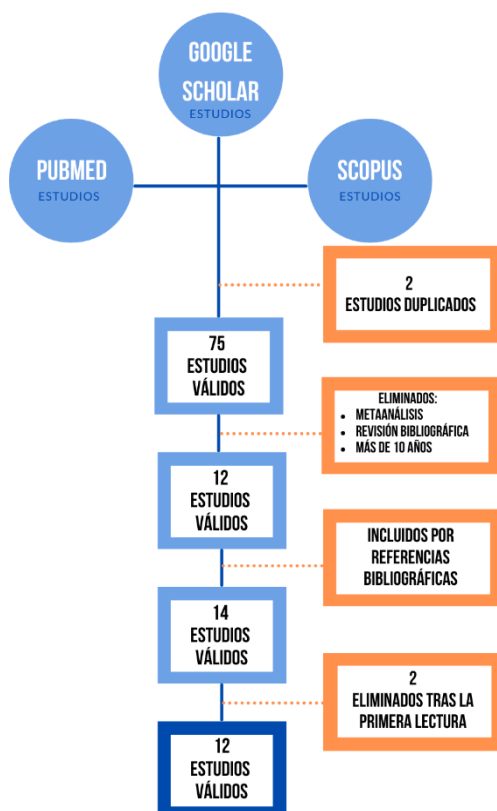 GOOGLE
SCHOLAR
ESTUDIOS
PUBMED
ESTUDIOS
SCOPUS
ESTUDIOS
2
ESTUDIOS DUPLICADOS
75
ESTUDIOS
VÁLIDOS
ELIMINADOS:
• METAANÁLISIS
• REVISIÓN BIBLIOGRÁFICA
• MÁS DE 10 AÑOS
12
ESTUDIOS
VÁLIDOS
INCLUIDOS POR
REFERENCIAS
BIBLIOGRÁFICAS
14
ESTUDIOS
VÁLIDOS
2
ELIMINADOS TRAS LA
PRIMERA LECTURA
12
ESTUDIOS
VÁLIDOS